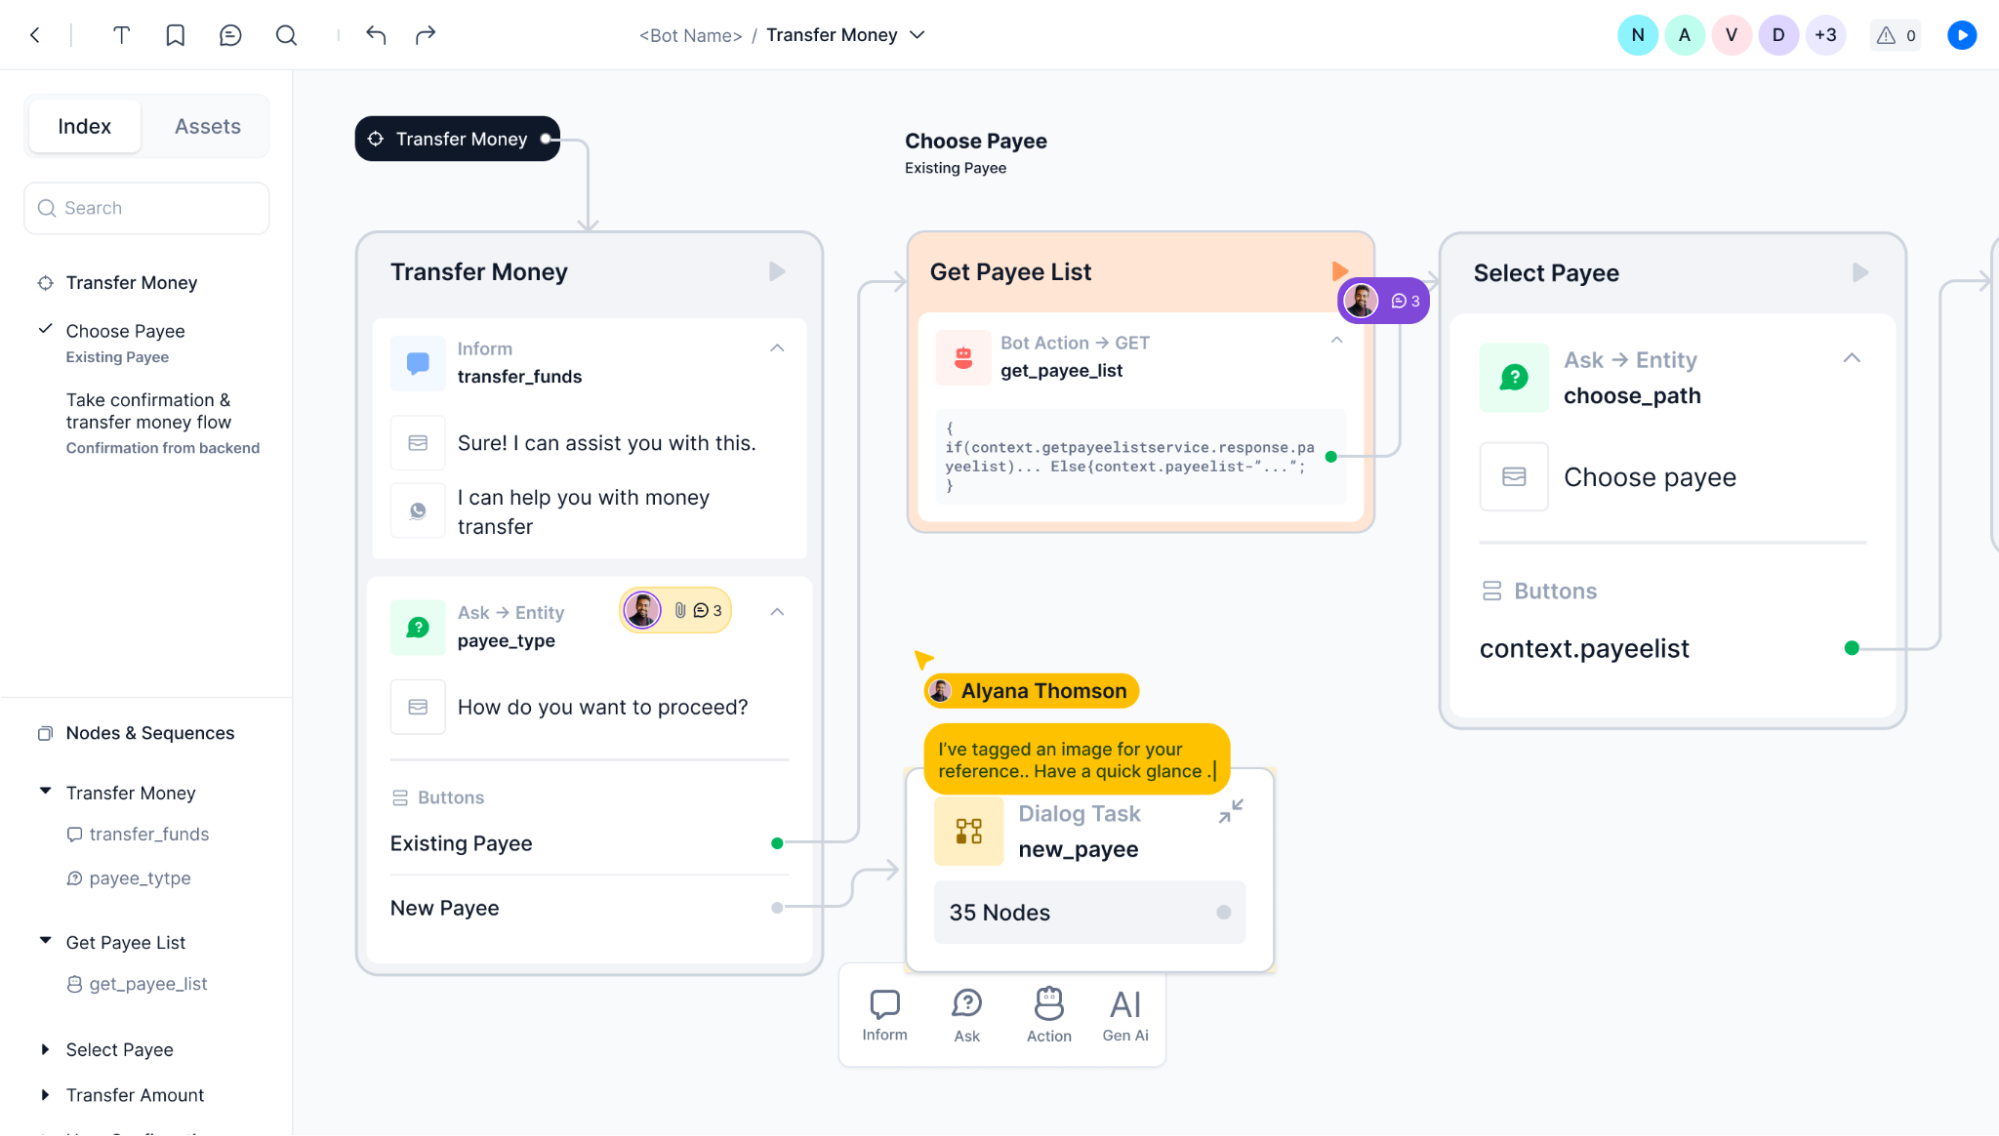 <Bot Name> / Transfer Money
N A V D +3
0
Index
Assets
Search
Transfer Money
Choose Payee
Existing Payee
Take confirmation &
transfer money flow
Confirmation from backend
Nodes & Sequences
Transfer Money
transfer_funds
payee_tytpe
Get Payee List
get_payee_list
Select Payee
Transfer Amount
Transfer Money
Transfer Money
Inform
transfer_funds
Sure! I can assist you with this.
I can help you with money
transfer
Ask → Entity
payee_type
3
How do you want to proceed?
Buttons
Existing Payee
New Payee
Choose Payee
Existing Payee
Get Payee List
3
Bot Action → GET
get_payee_list
{
if(context.getpayeelistservice.response.pa
yeelist)... Else{context.payeelist-"...”;
}
Alyana Thomson
I’ve tagged an image for your
reference.. Have a quick glance .
Dialog Task
new_payee
35 Nodes
Inform
Ask
Action
AI
Gen Ai
Select Payee
Ask → Entity
choose_path
Choose payee
Buttons
context.payeelist